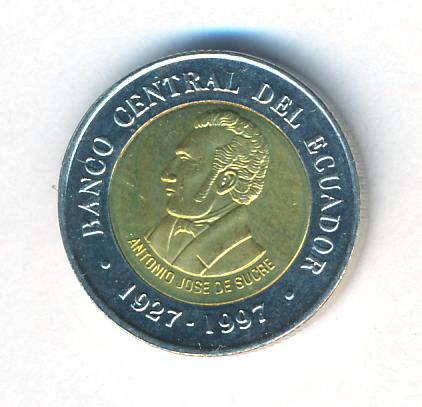 · BANCO CENTRAL DEL ECUADOR ·
1927-1997
ANTONIO JOSE DE SUCRE